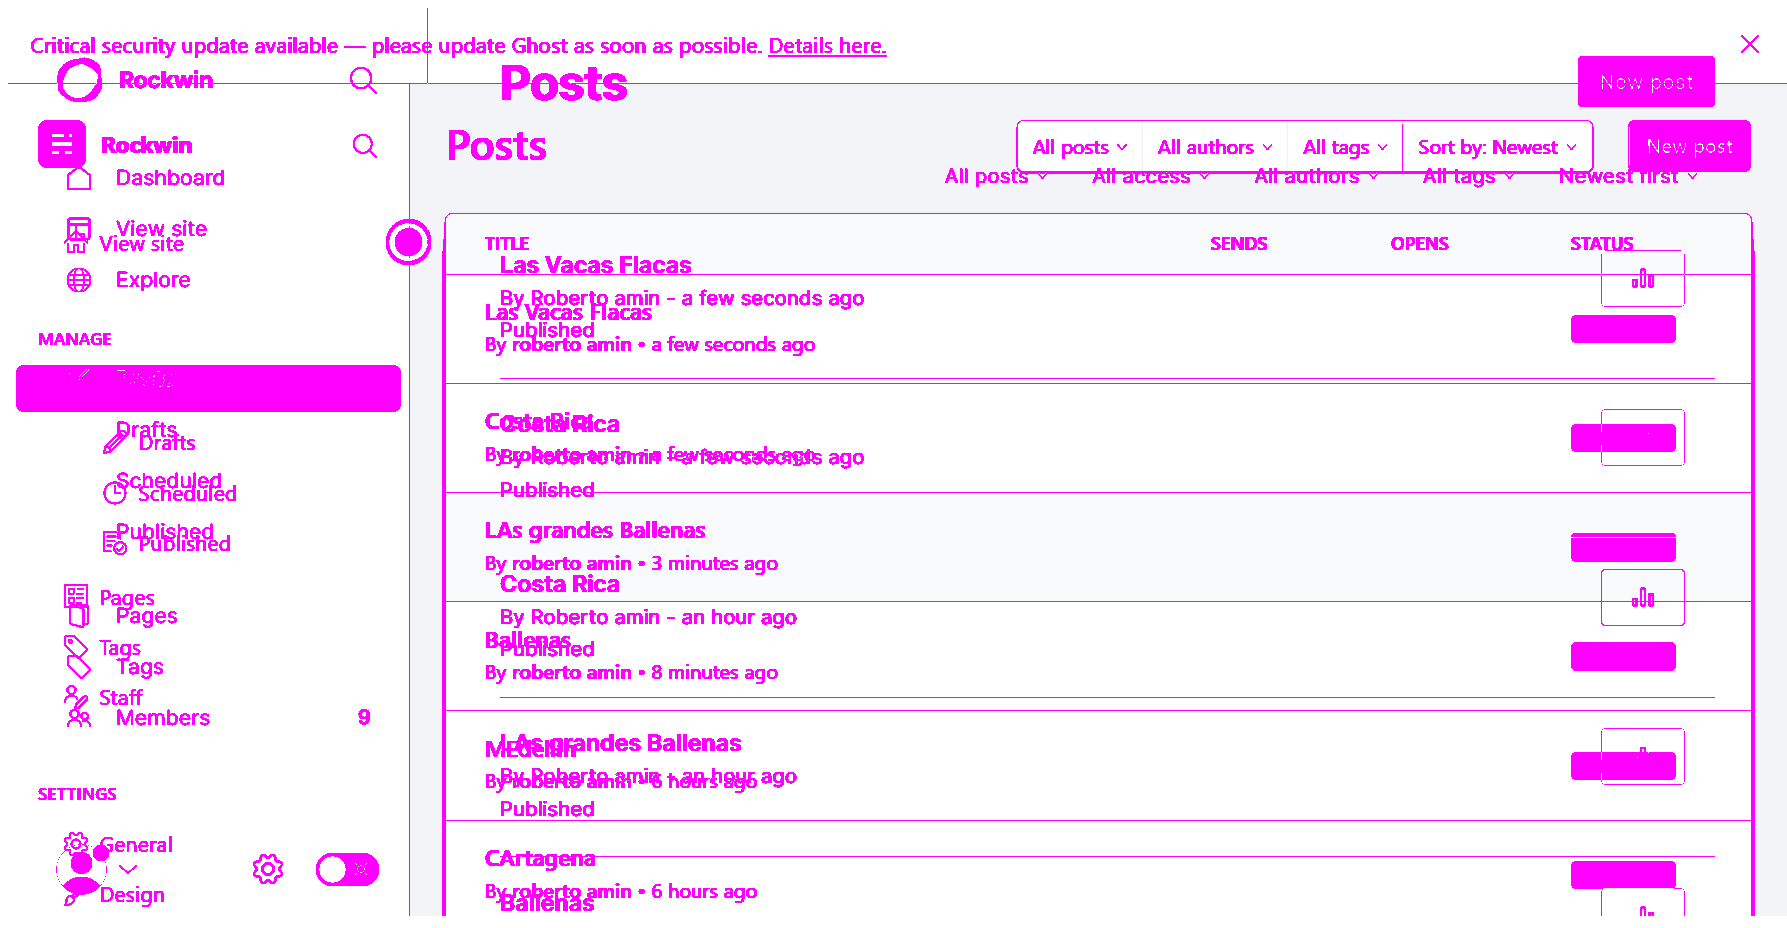 Critical security update available — please update Ghost as soon as possible. Details here.
Rockwin
Posts
New post
Rockwin
Posts
All posts
All authors
All tags
Sort by: Newest
New post
All posts
All access
All authors
All tags
Newest first
Dashboard
View site
View site
Explore
MANAGE
Drafts
Drafts
Scheduled
Scheduled
Published
Published
Pages
Pages
Tags
Tags
Staff
Members 9
SETTINGS
General
Design
TITLE SENDS OPENS STATUS
Las Vacas Flacas
By Roberto amin - a few seconds ago
Las Vacas Flacas
Published
By roberto amin • a few seconds ago
Costa Rica
Costa Rica
By roberto amin • a few seconds ago
By Roberto amin - a few seconds ago
Published
LAs grandes Ballenas
By roberto amin • 3 minutes ago
Costa Rica
By Roberto amin - an hour ago
Ballenas
Published
By roberto amin • 8 minutes ago
LAs grandes Ballenas
MEdellin
By Roberto amin - an hour ago
By roberto amin • 6 hours ago
Published
CArtagena
By roberto amin • 6 hours ago
Ballenas